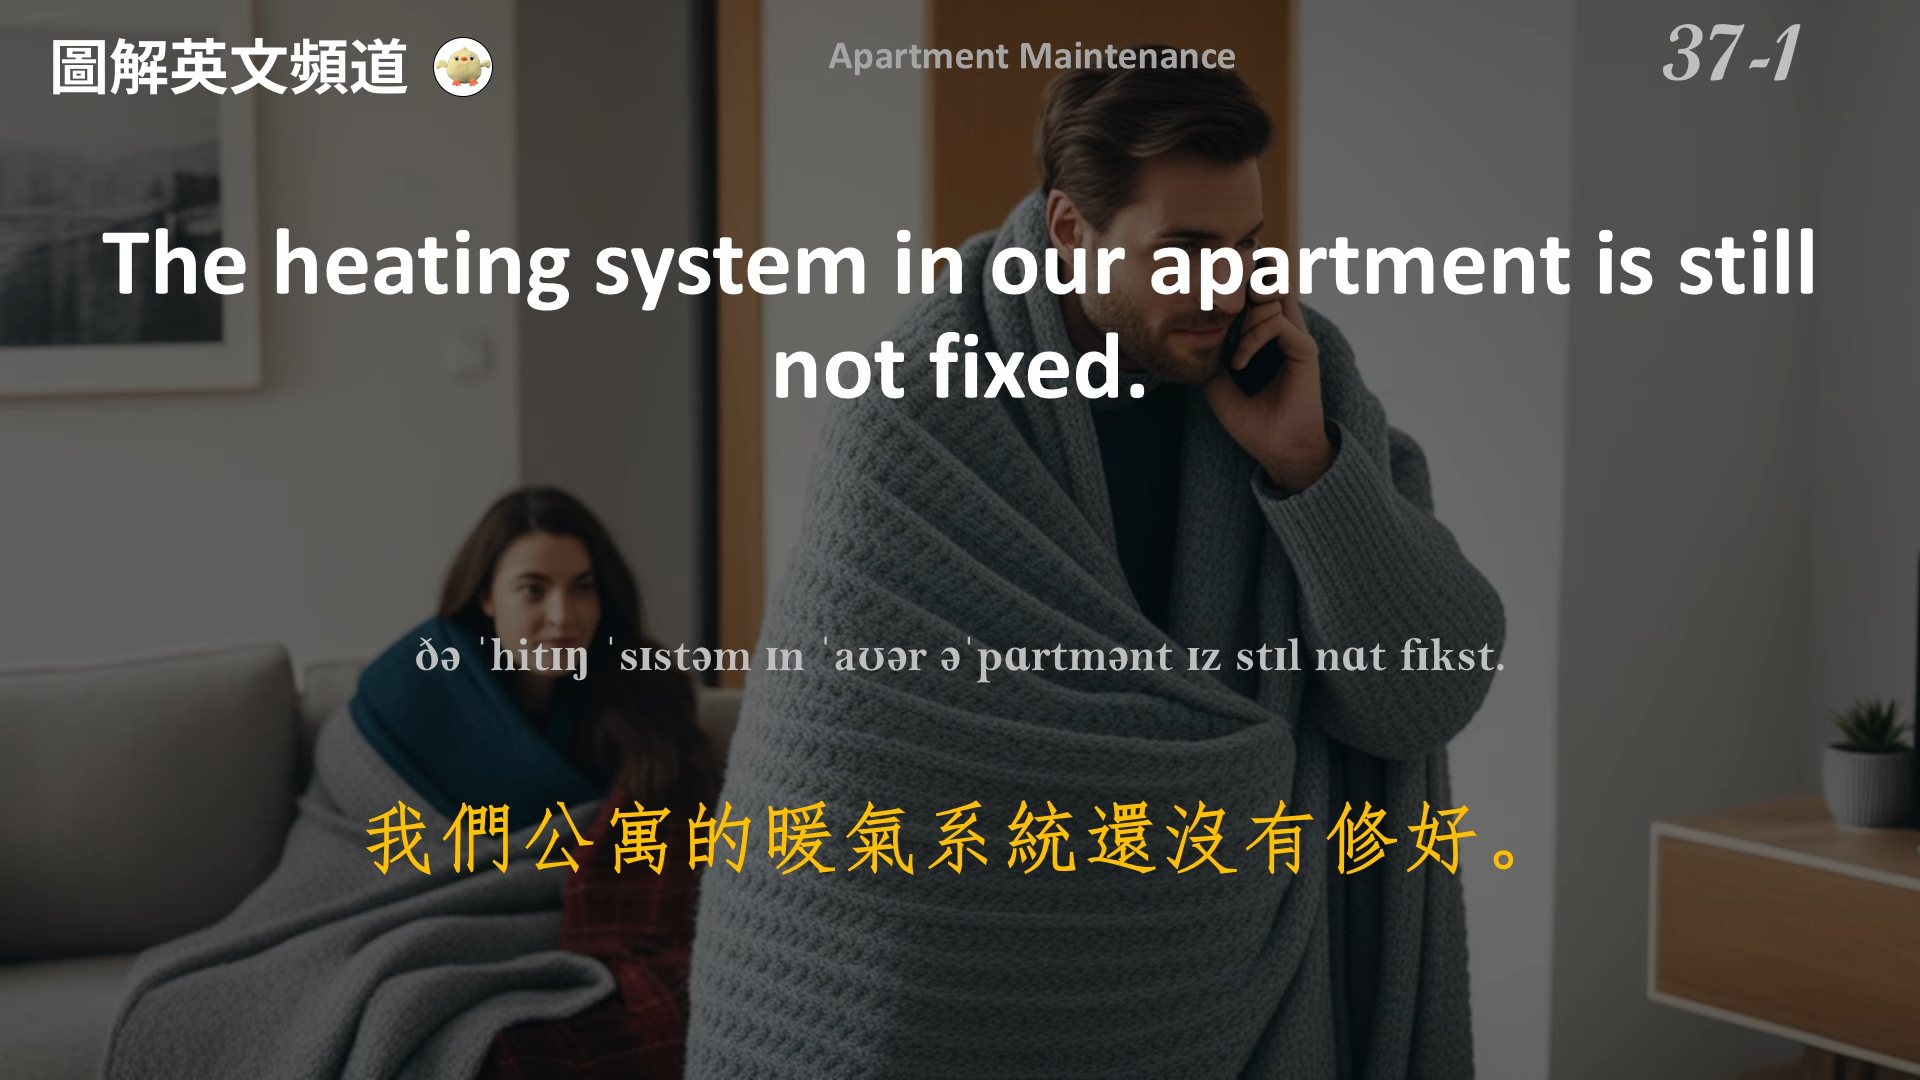 圖解英文頻道
Apartment Maintenance
37-1
The heating system in our apartment is still
not fixed.
ðə ˈhitɪŋ ˈsɪstəm ɪn ˈaʊər əˈpɑrtmənt ɪz stɪl nɑt fɪkst.
我們公寓的暖氣系統還沒有修好。